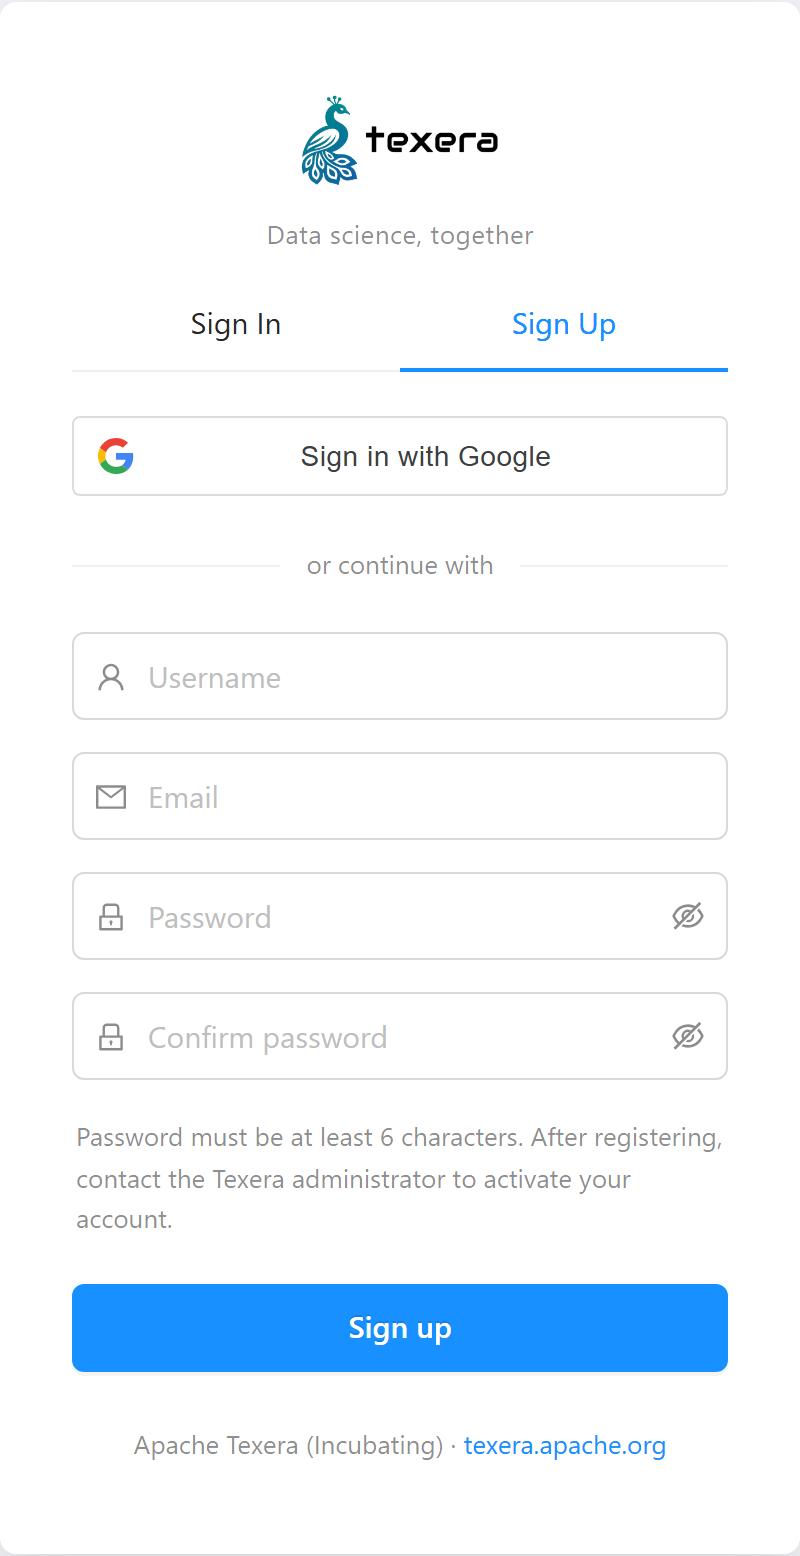 texera
Data science, together
Sign In
Sign Up
Sign in with Google
or continue with
Username
Email
Password
Confirm password
Password must be at least 6 characters. After registering,
contact the Texera administrator to activate your
account.
Sign up
Apache Texera (Incubating) · texera.apache.org